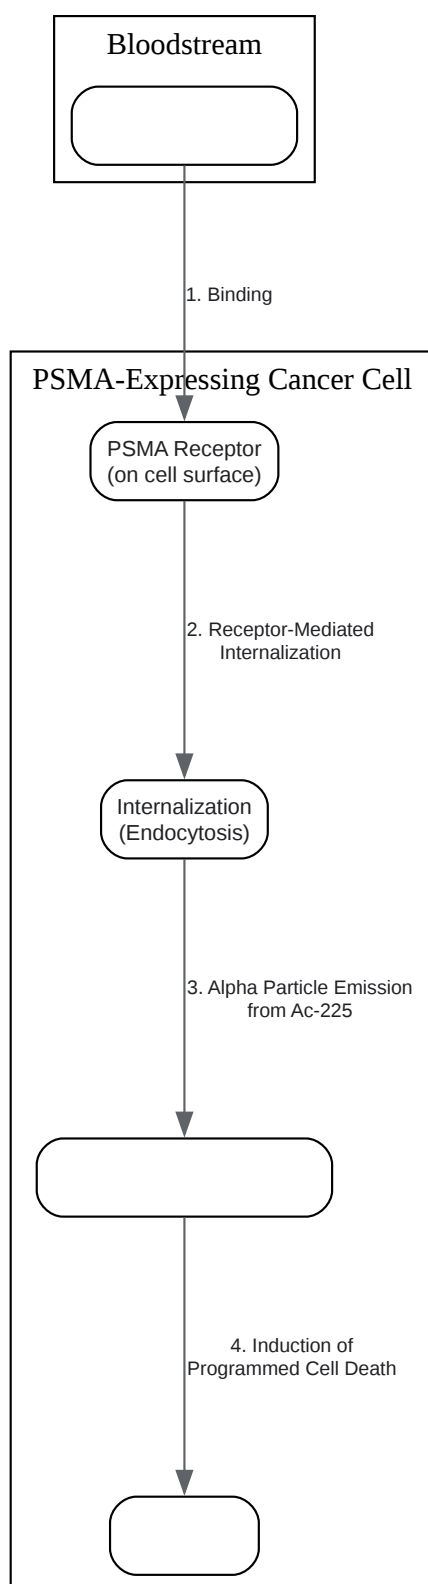 Bloodstream
1. Binding
PSMA-Expressing Cancer Cell
PSMA Receptor
(on cell surface)
2. Receptor-Mediated
Internalization
Internalization
(Endocytosis)
3. Alpha Particle Emission
from Ac-225
4. Induction of
Programmed Cell Death